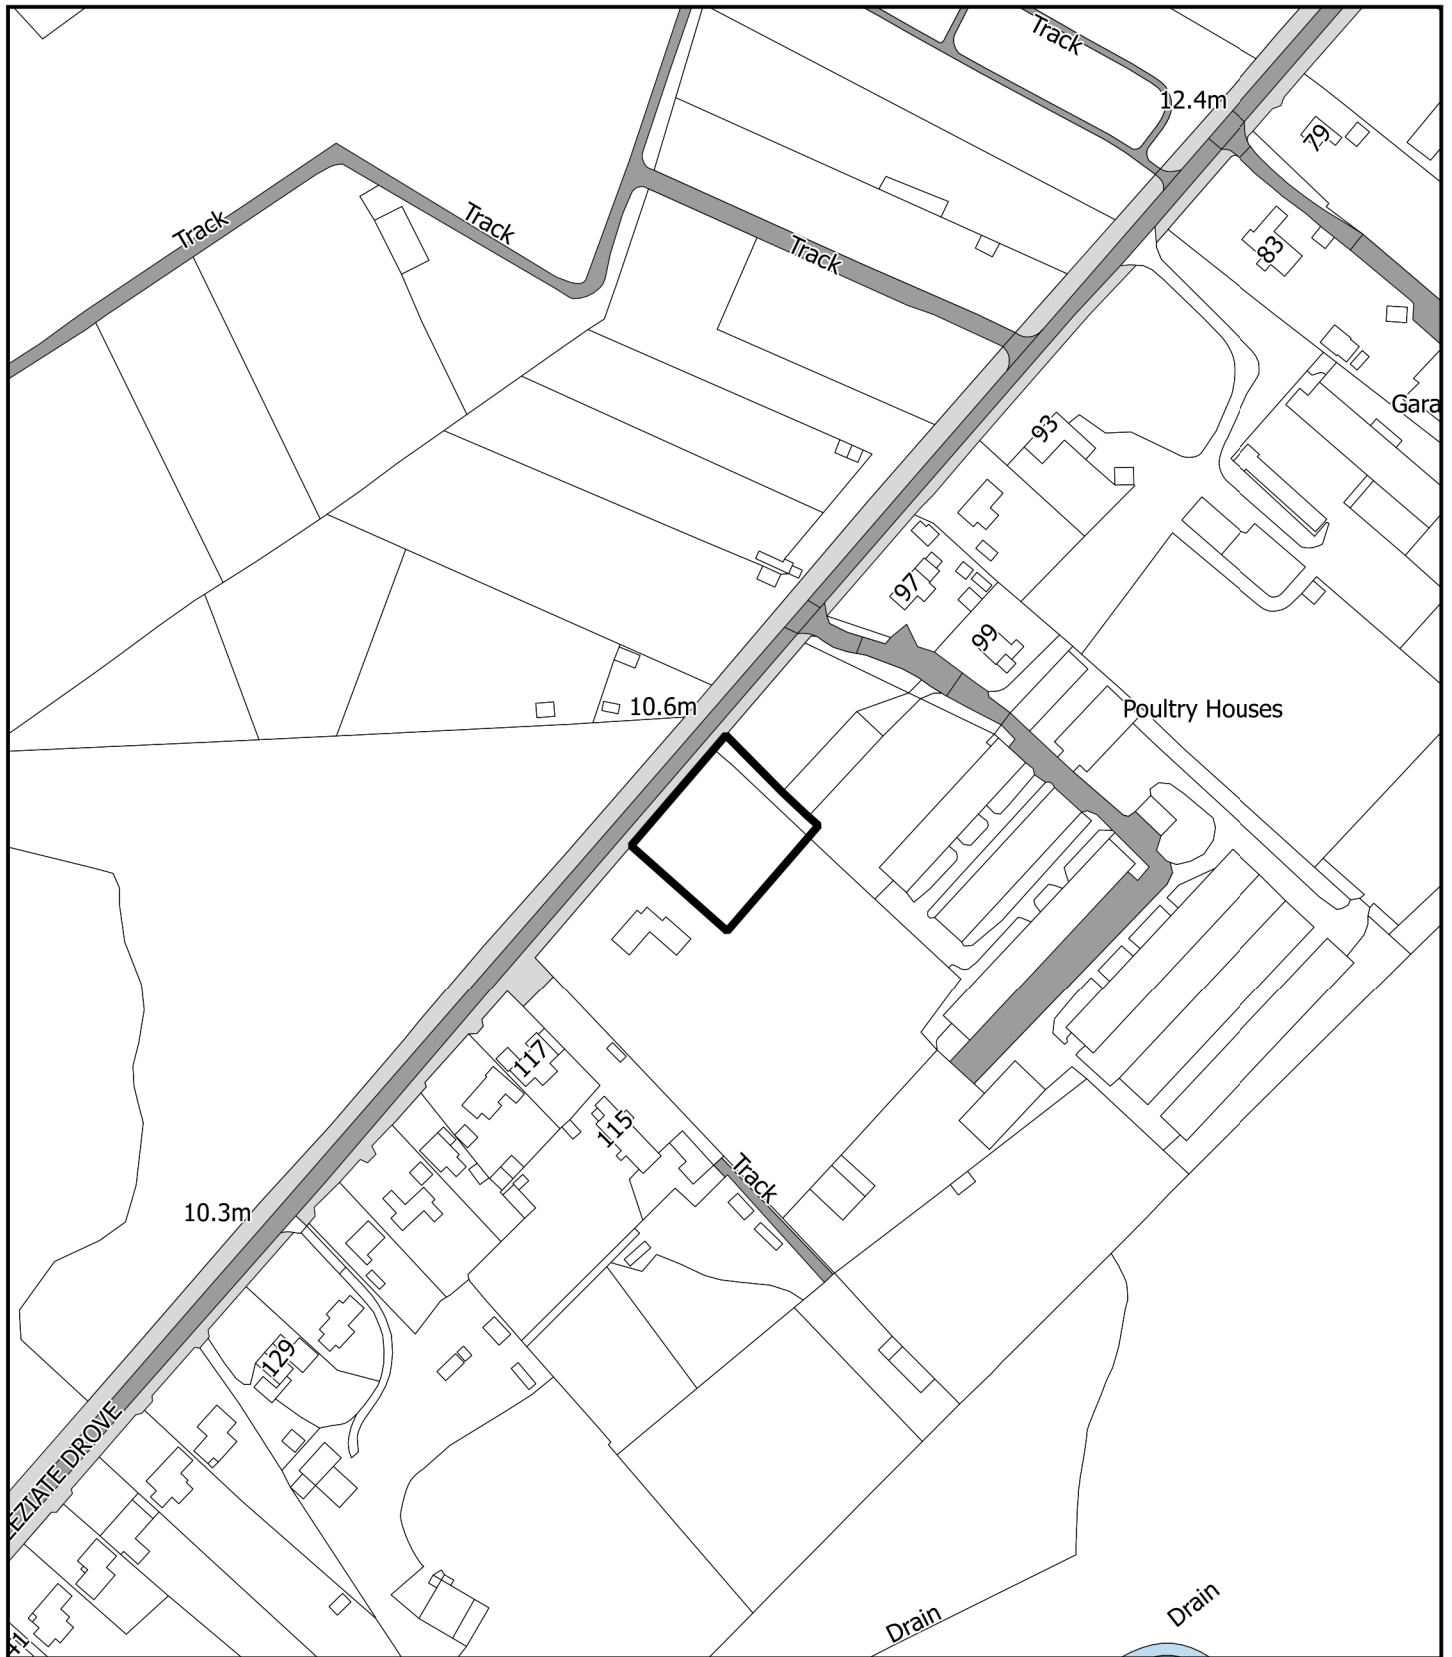 Track
12.4m
79
Track
Track
83
Track
Gara
93
97
99
10.6m
Poultry Houses
117
115
Track
10.3m
129
EZIATE DROVE
Drain
Drain
41